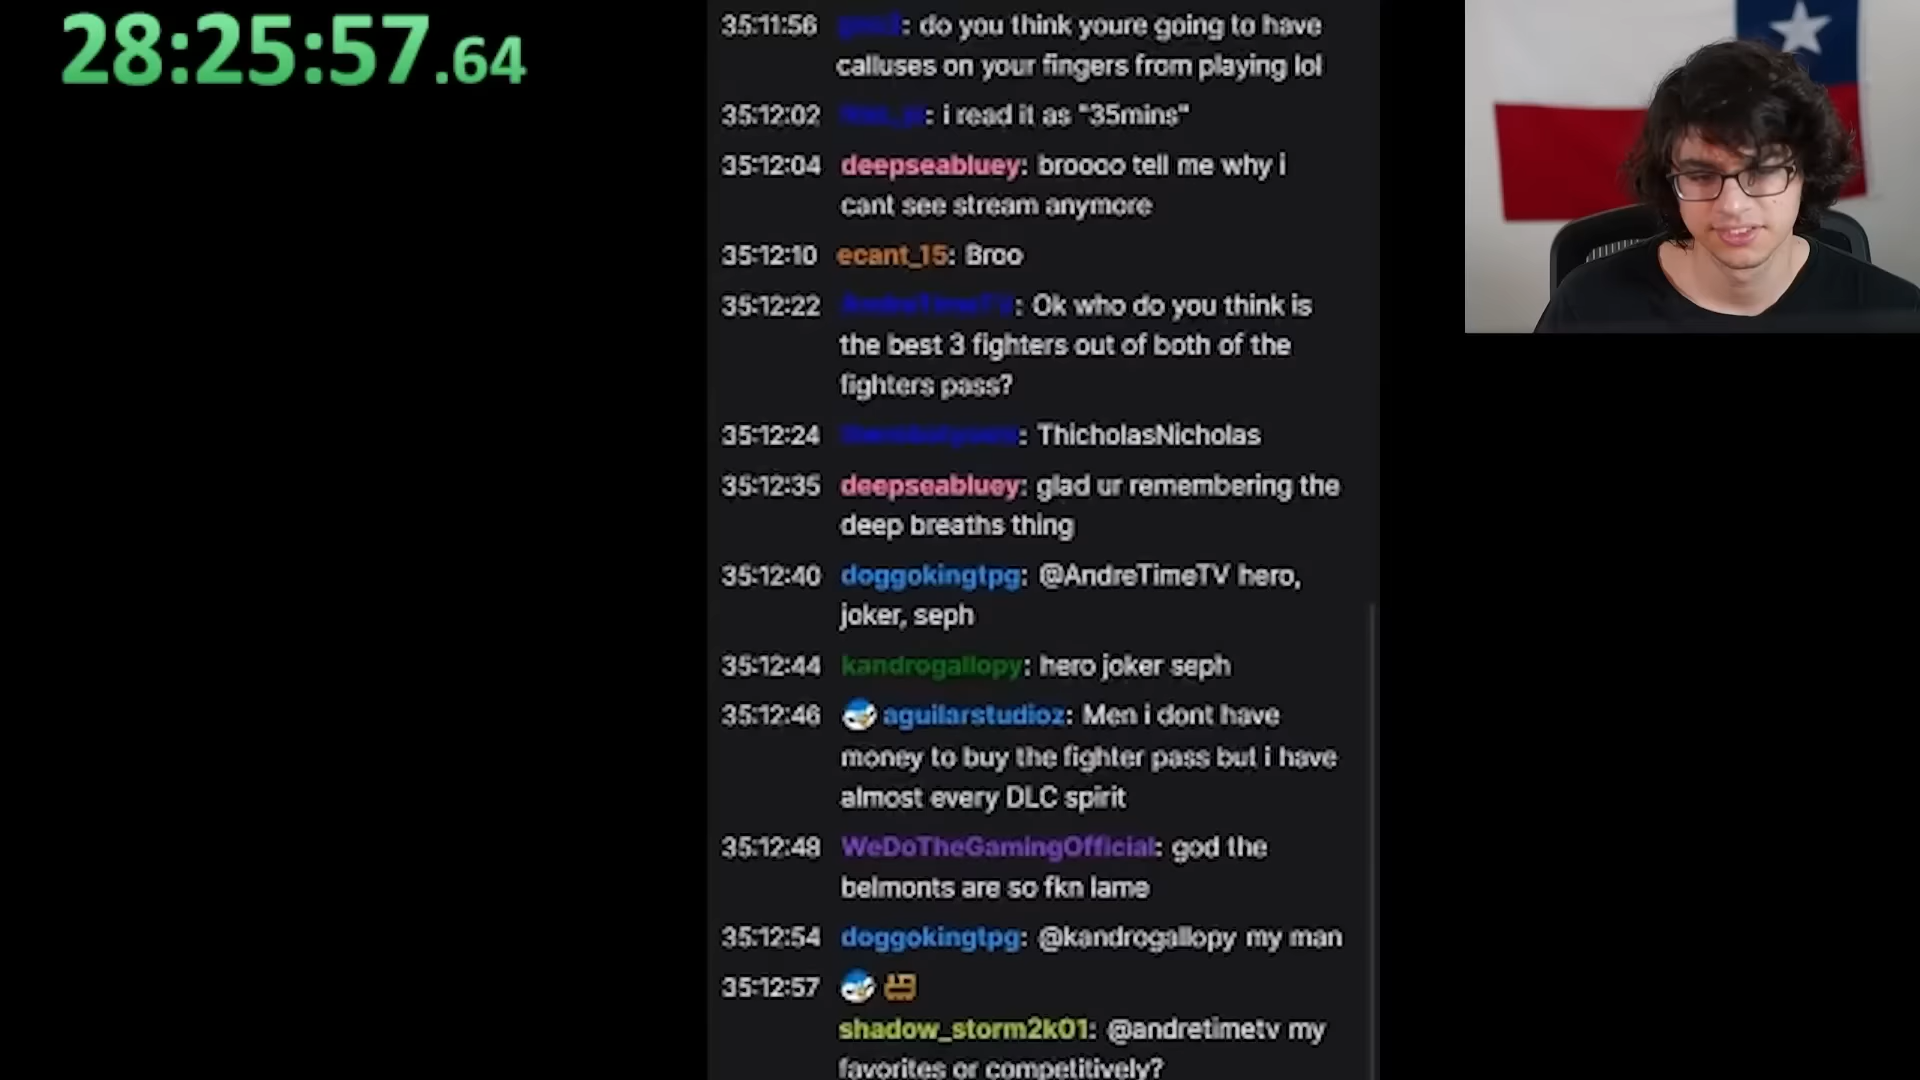 28:25:57.64
35:11:56 : do you think youre going to have
calluses on your fingers from playing lol
35:12:02 : i read it as "35mins"
35:12:04 deepseabluey: broooo tell me why i
cant see stream anymore
35:12:10 ecant_15: Broo
35:12:22 AndreTimeTV: Ok who do you think is
the best 3 fighters out of both of the
fighters pass?
35:12:24 : ThicholasNicholas
35:12:35 deepseabluey: glad ur remembering the
deep breaths thing
35:12:40 doggokingtpg: @AndreTimeTV hero,
joker, seph
35:12:44 kandrogallopy: hero joker seph
35:12:46 aguilarstudioz: Men i dont have
money to buy the fighter pass but i have
almost every DLC spirit
35:12:48 WeDoTheGamingOfficial: god the
belmonts are so fkn lame
35:12:54 doggokingtpg: @kandrogallopy my man
35:12:57
shadow_storm2k01: @andretimetv my
favorites or competitively?